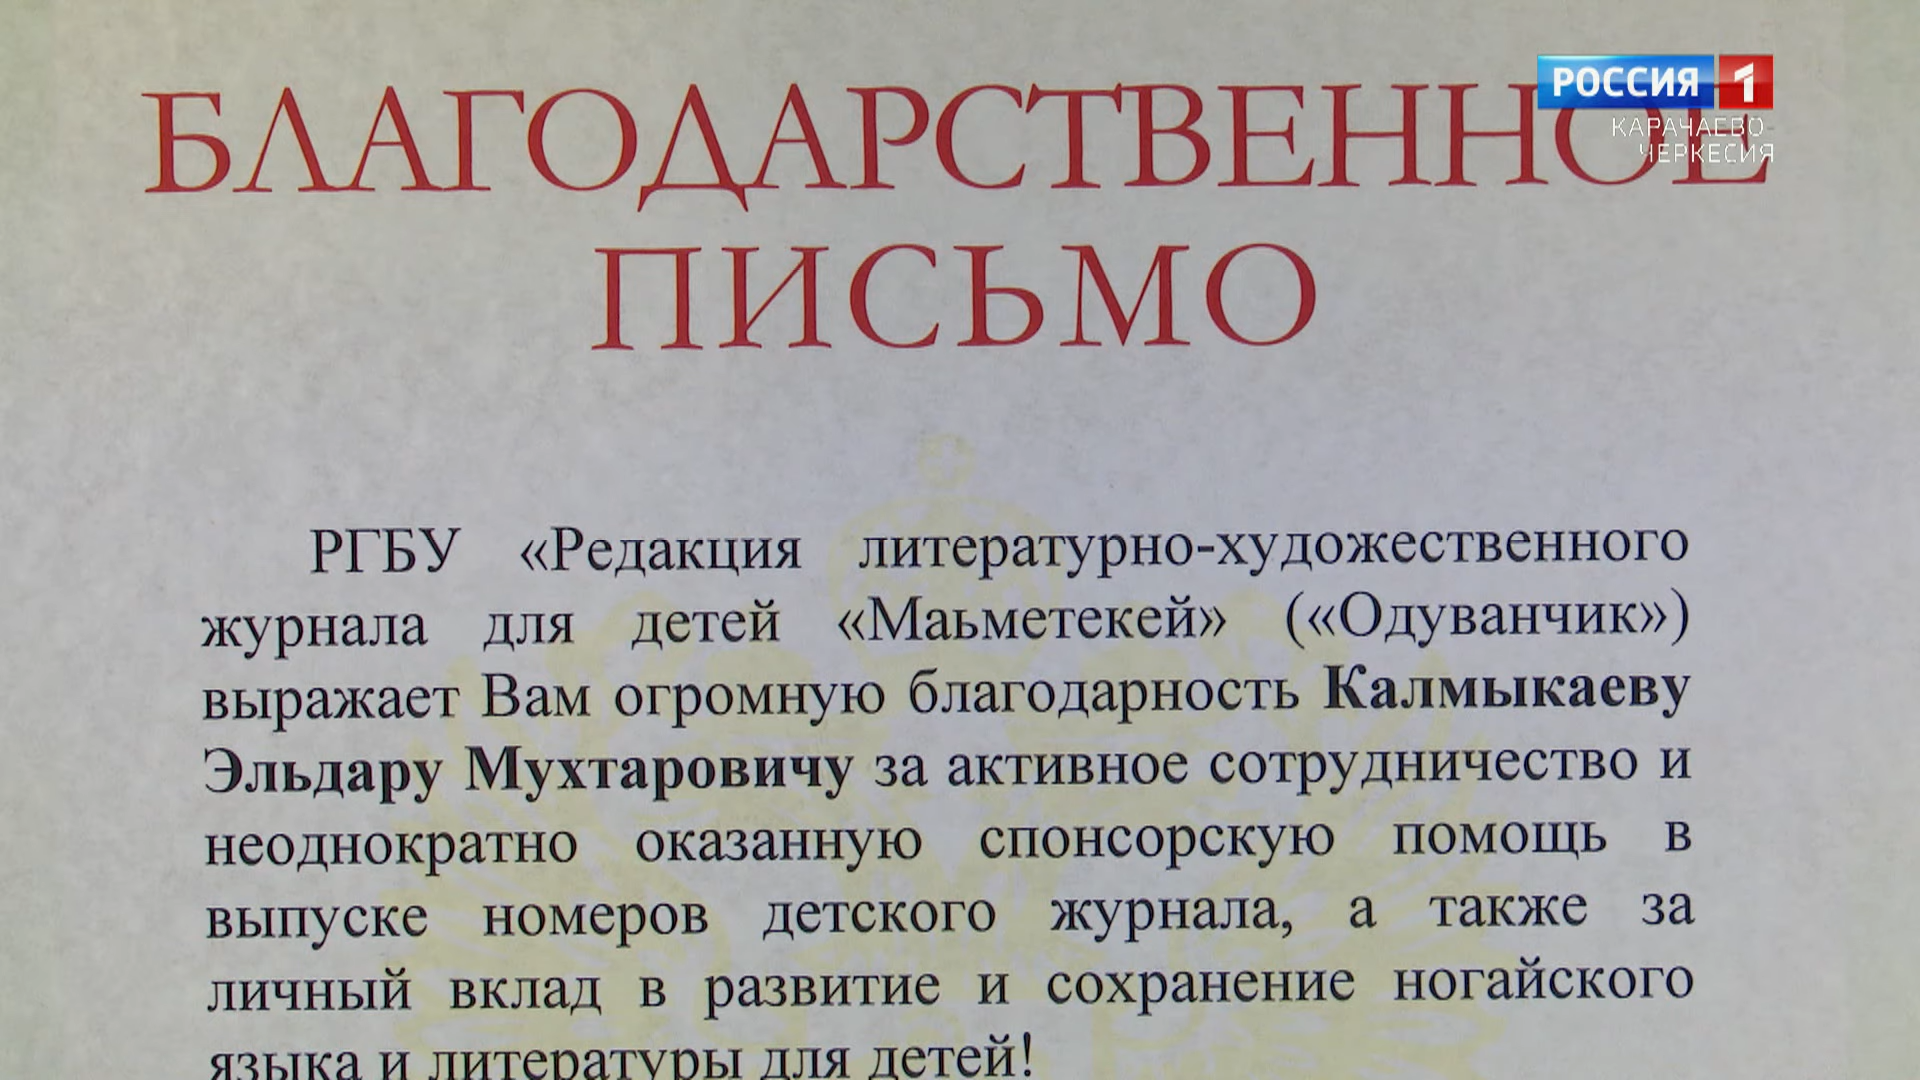 РОССИЯ 1
КАРАЧАЕВО-
ЧЕРКЕСИЯ
БЛАГОДАРСТВЕННОЕ
ПИСЬМО
РГБУ «Редакция литературно-художественного
журнала для детей «Маьметекей» («Одуванчик»)
выражает Вам огромную благодарность Калмыкаеву
Эльдару Мухтаровичу за активное сотрудничество и
неоднократно оказанную спонсорскую помощь в
выпуске номеров детского журнала, а также за
личный вклад в развитие и сохранение ногайского
языка и литературы для детей!